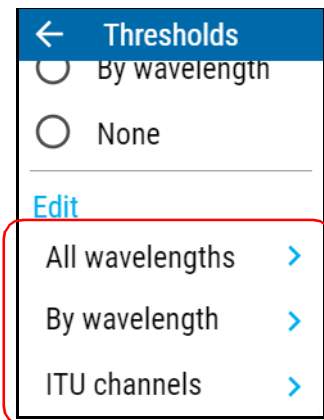 Thresholds
By wavelength
None
Edit
All wavelengths
By wavelength
ITU channels